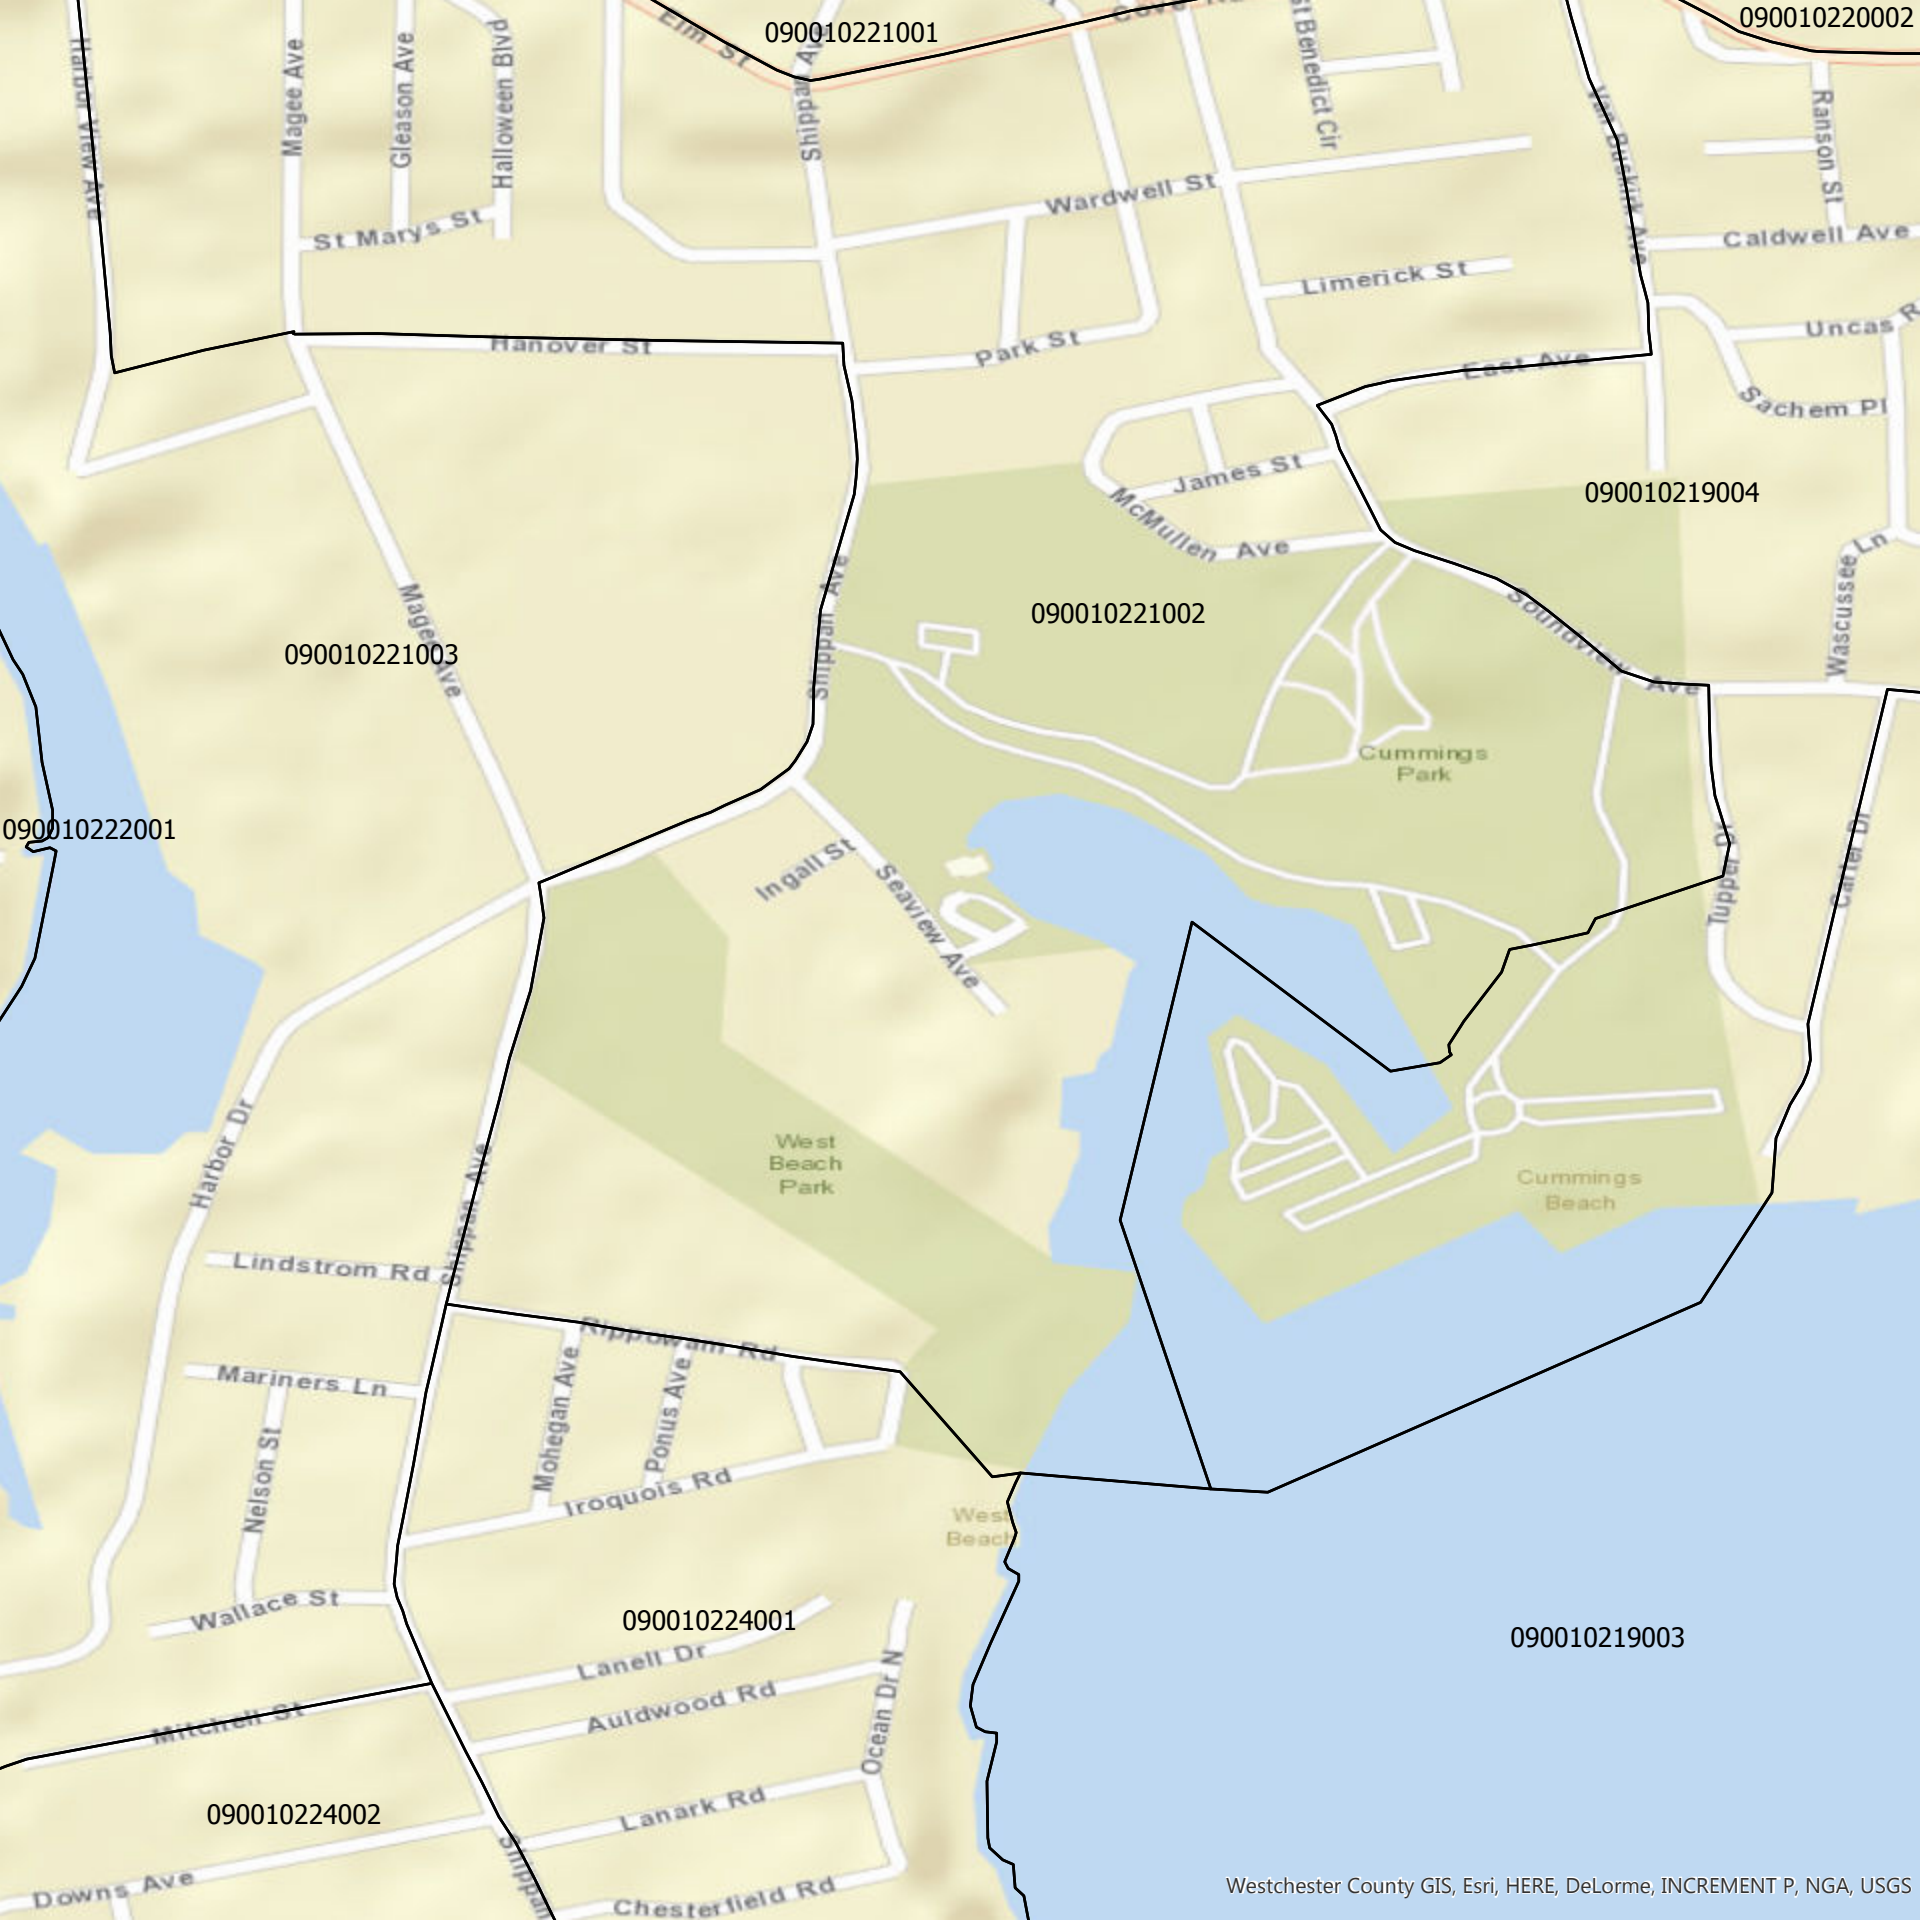 090010221001
090010220002
Elm St
Harbor View Ave
Magee Ave
Gleason Ave
Halloween Blvd
Shippan Ave
St Benedict Cir
Van Buskirk Ave
Ranson St
St Marys St
Wardwell St
Caldwell Ave
Limerick St
Uncas R
Hanover St
Park St
East Ave
Sachem Pl
James St
McMullen Ave
090010219004
Wascussee Ln
Magee Ave
Shippan Ave
090010221002
Soundview Ave
090010221003
Cummings
Park
090010222001
Ingall St
Seaview Ave
Tupper Dr
Carter Dr
Harbor Dr
West
Beach
Park
Shippan Ave
Cummings
Beach
Lindstrom Rd
Rippowam Rd
Mariners Ln
Mohegan Ave
Ponus Ave
Nelson St
Iroquois Rd
West
Beach
Wallace St
090010224001
090010219003
Lanell Dr
Auldwood Rd
Ocean Dr N
Mitchell St
090010224002
Lanark Rd
Shippan
Downs Ave
Chesterfield Rd
Westchester County GIS, Esri, HERE, DeLorme, INCREMENT P, NGA, USGS